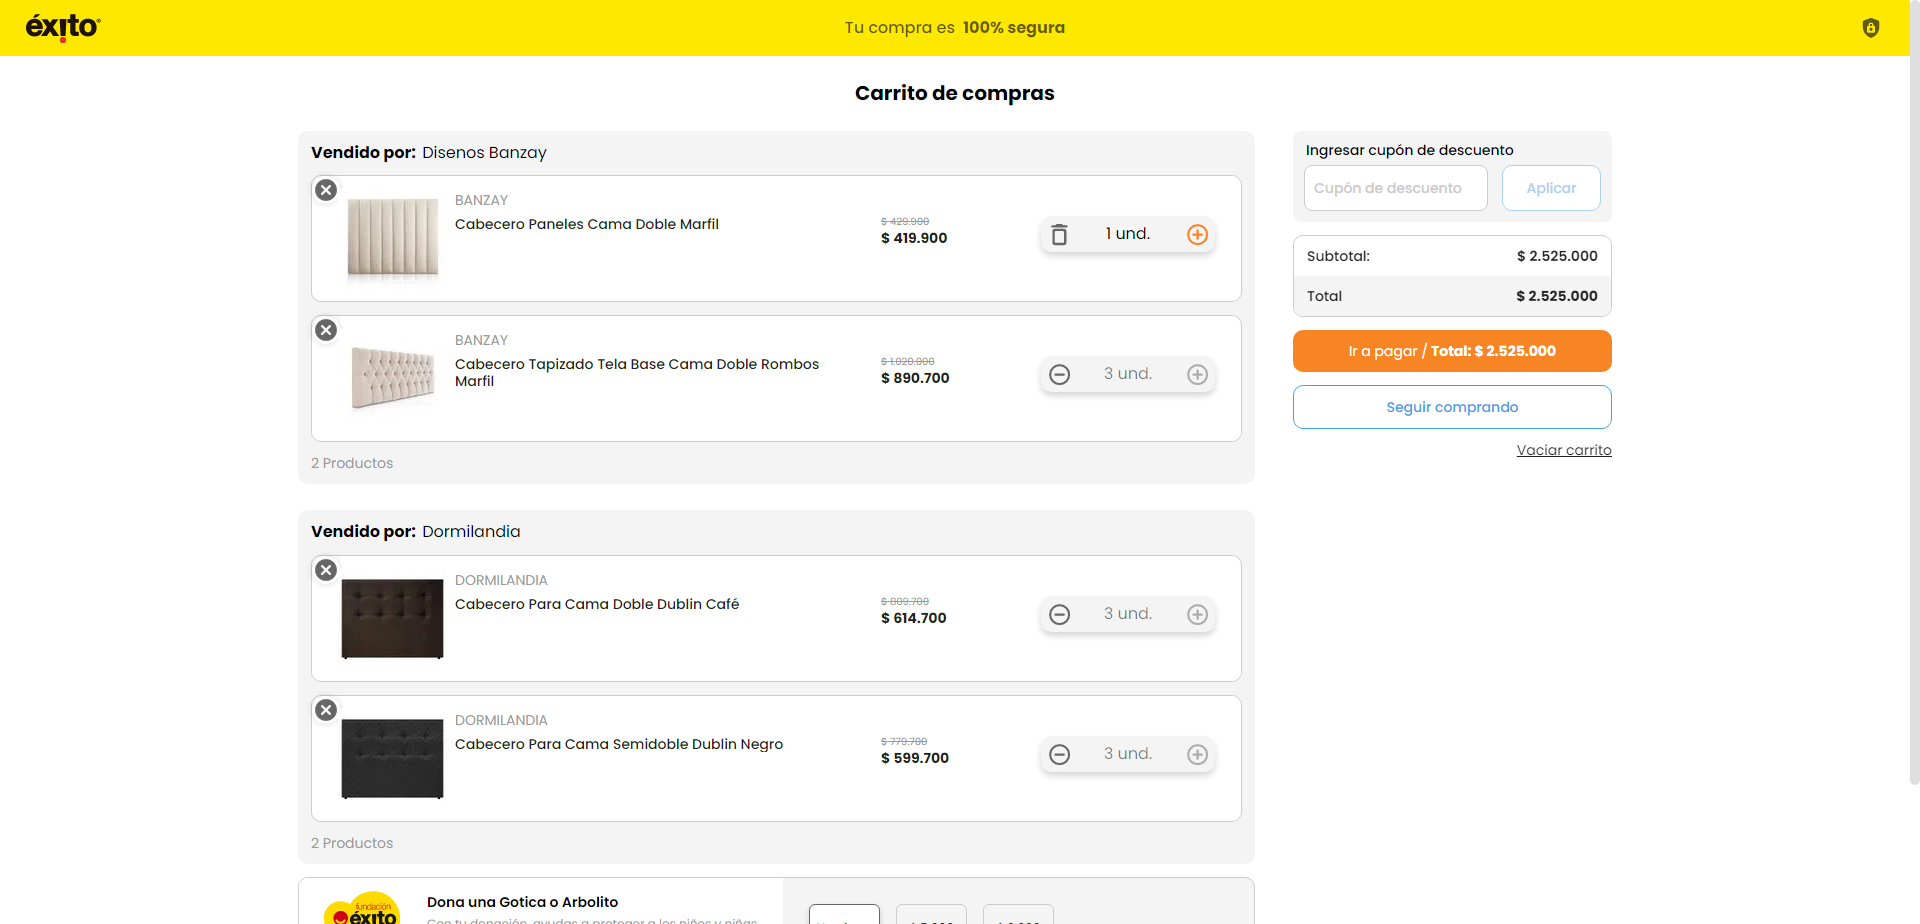 éxito
Tu compra es 100% segura
Carrito de compras
Vendido por: Disenos Banzay
BANZAY
Cabecero Paneles Cama Doble Marfil
$ 429.900
$ 419.900
1 und.
BANZAY
Cabecero Tapizado Tela Base Cama Doble Rombos
Marfil
$ 1.020.000
$ 890.700
3 und.
2 Productos
Vendido por: Dormilandia
DORMILANDIA
Cabecero Para Cama Doble Dublin Café
$ 809.700
$ 614.700
3 und.
DORMILANDIA
Cabecero Para Cama Semidoble Dublin Negro
$ 779.700
$ 599.700
3 und.
2 Productos
fundación
éxito
Dona una Gotica o Arbolito
Con tu donación, ayudas a proteger a los niños y niñas
Ingresar cupón de descuento
Cupón de descuento
Aplicar
Subtotal: $ 2.525.000
Total $ 2.525.000
Ir a pagar / Total: $ 2.525.000
Seguir comprando
Vaciar carrito